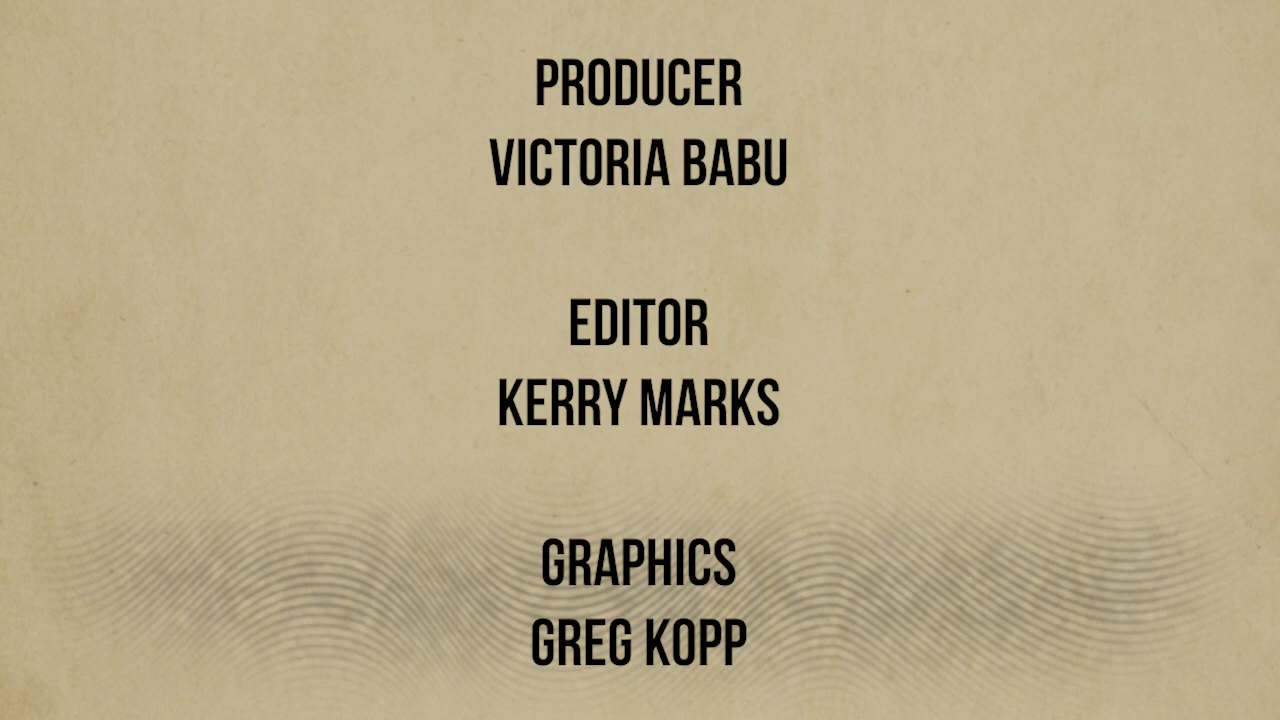 PRODUCER
VICTORIA BABU
EDITOR
KERRY MARKS
GRAPHICS
GREG KOPP